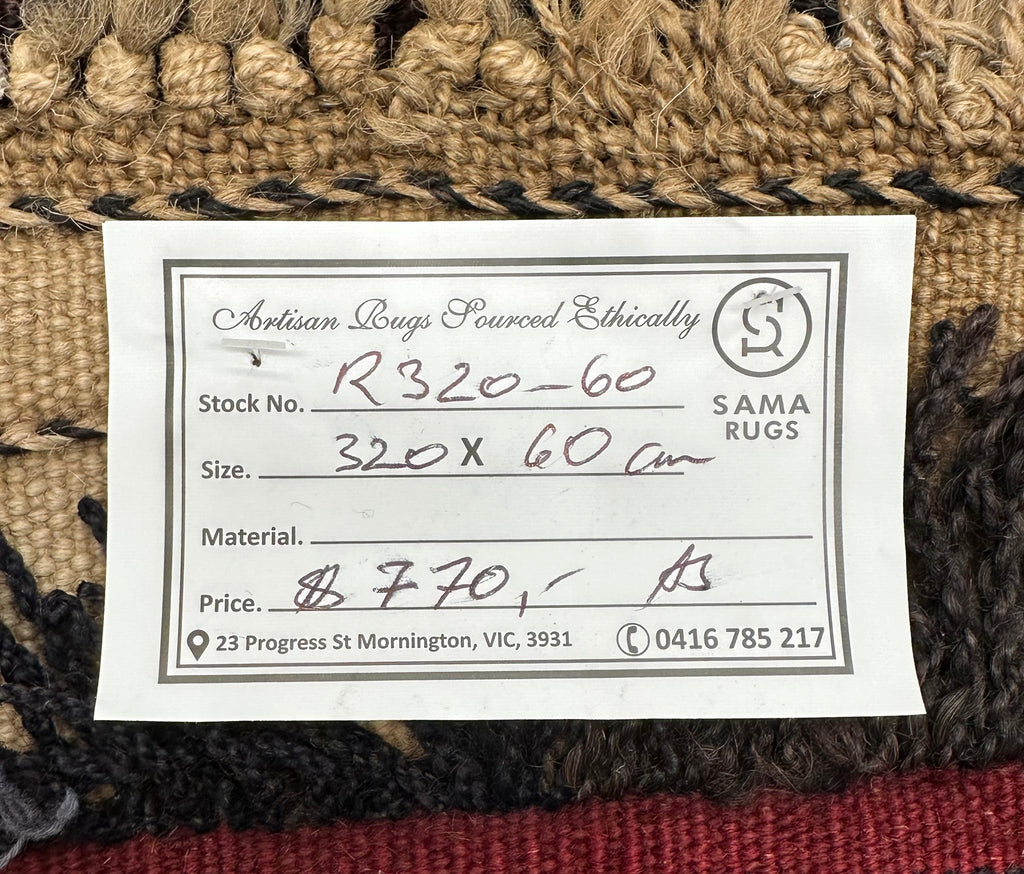 Artisan Rugs Sourced Ethically
SR
SAMA
RUGS
Stock No. R320-60
Size. 320 X 60 cm
Material.
Price. $ 770,-
23 Progress St Mornington, VIC, 3931
0416 785 217